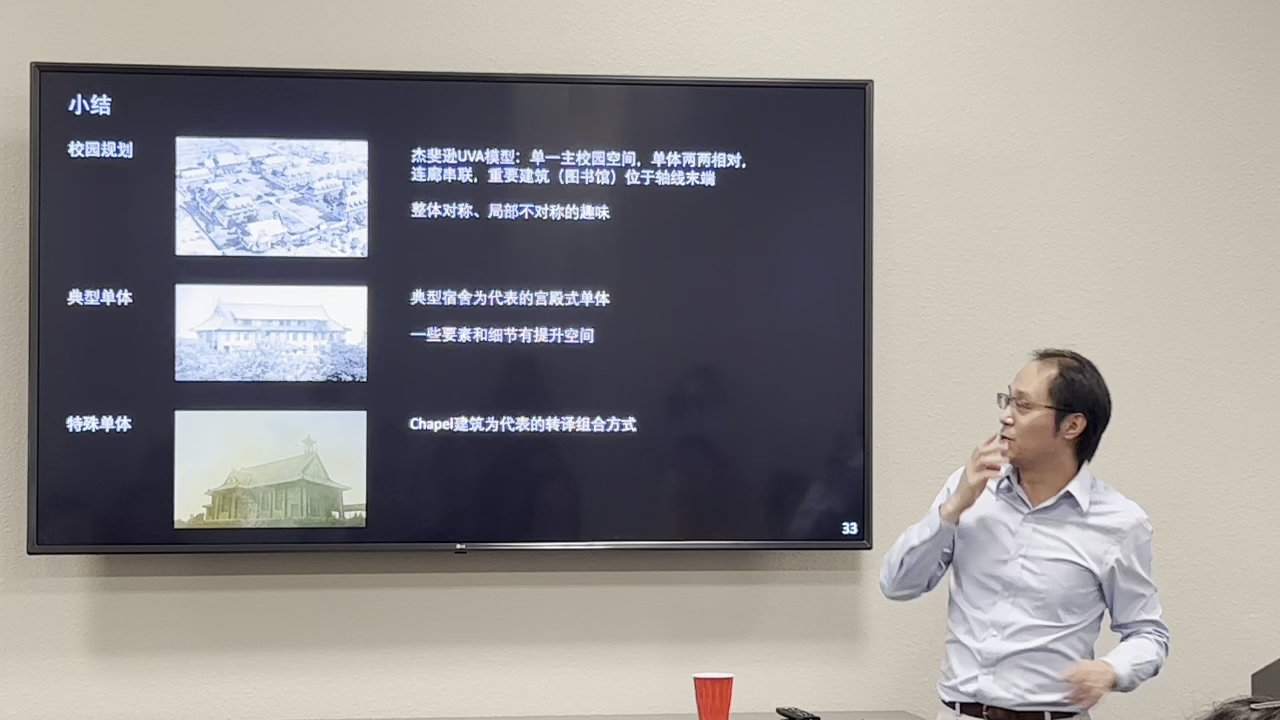 小结
校园规划
杰斐逊UVA模型：单一主校园空间，单体两两相对，
连廊串联，重要建筑（图书馆）位于轴线末端
整体对称、局部不对称的趣味
典型单体
典型宿舍为代表的宫殿式单体
一些要素和细节有提升空间
特殊单体
Chapel建筑为代表的转译组合方式
33
LG